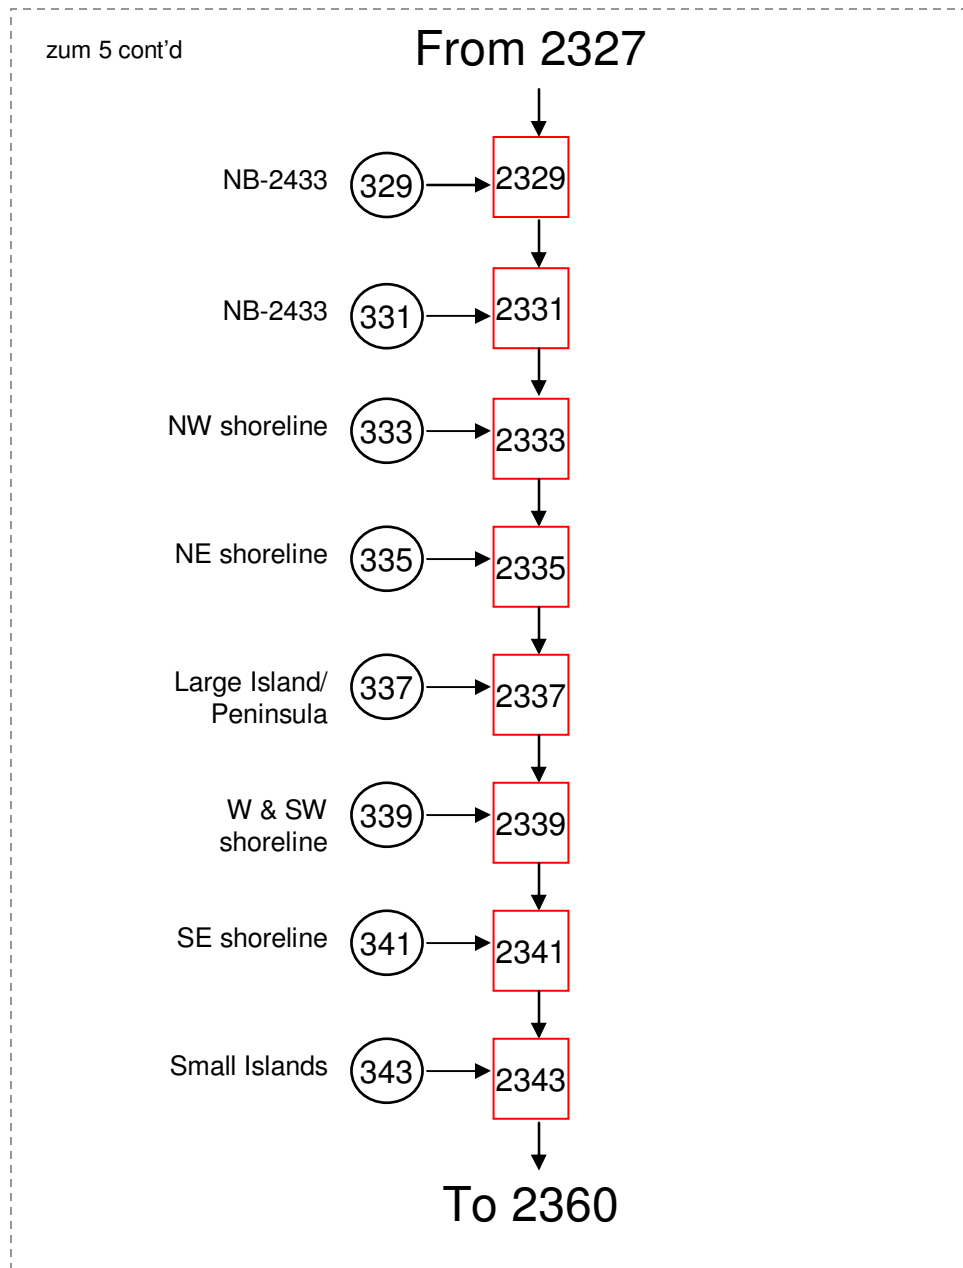 zum 5 cont'd
From 2327
NB-2433 329 2329
NB-2433 331 2331
NW shoreline 333 2333
NE shoreline 335 2335
Large Island/
Peninsula
337 2337
W & SW
shoreline
339 2339
SE shoreline 341 2341
Small Islands 343 2343
To 2360